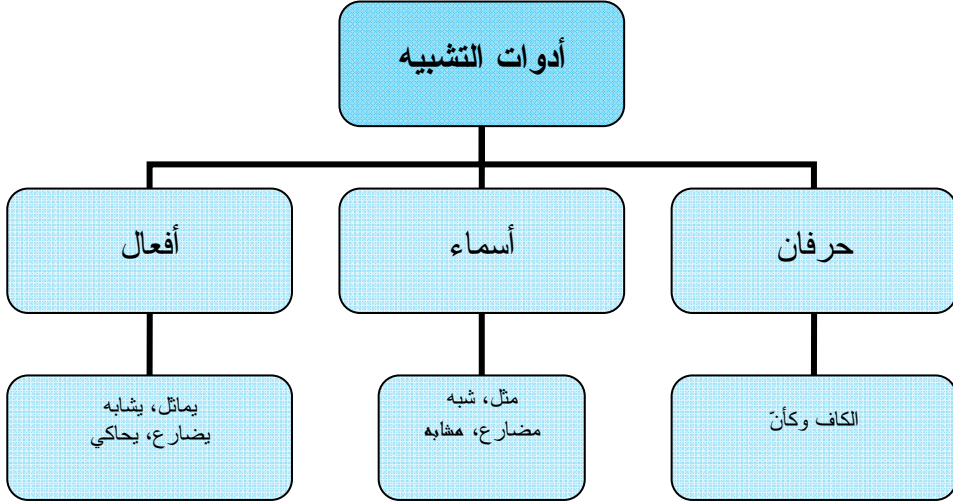 أدوات التشبيه
حرفان
أسماء
أفعال
الكاف وكأنّ
مثل، شبه
مضارع، مشابه
يماثل، يشابه
يضارع، يحاكي